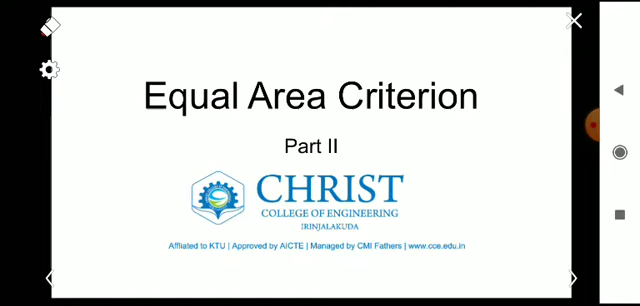 Equal Area Criterion
Part II
CHRIST
COLLEGE OF ENGINEERING
IRINJALAKUDA
Affliated to KTU | Approved by AICTE | Managed by CMI Fathers | www.cce.edu.in